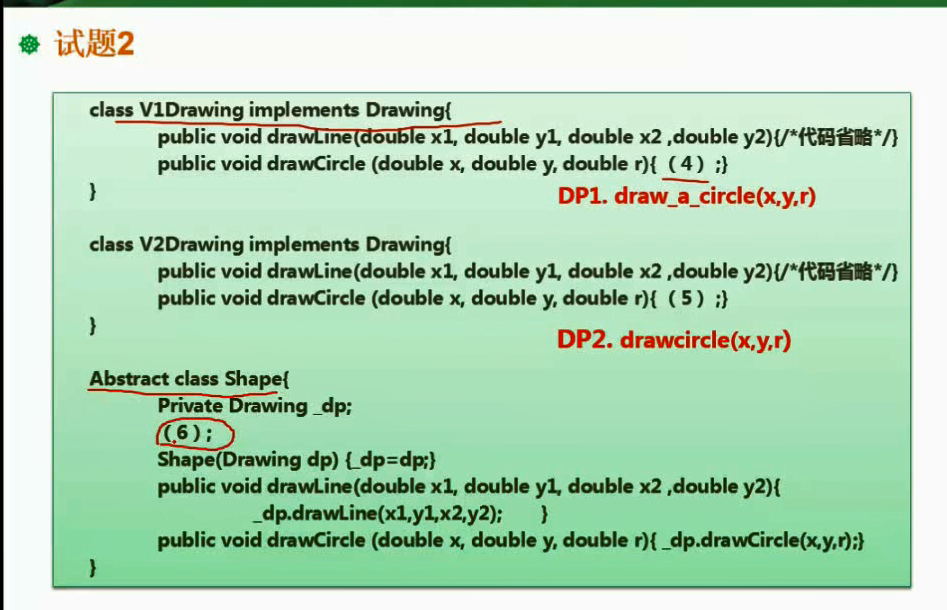 试题2
class V1Drawing implements Drawing{
public void drawLine(double x1, double y1, double x2 ,double y2){/*代码省略*/}
public void drawCircle (double x, double y, double r){（4）;}
}
DP1. draw_a_circle(x,y,r)
class V2Drawing implements Drawing{
public void drawLine(double x1, double y1, double x2 ,double y2){/*代码省略*/}
public void drawCircle (double x, double y, double r){（5）;}
}
DP2. drawcircle(x,y,r)
Abstract class Shape{
Private Drawing _dp;
（6）;
Shape(Drawing dp) {_dp=dp;}
public void drawLine(double x1, double y1, double x2 ,double y2){
_dp.drawLine(x1,y1,x2,y2); }
public void drawCircle (double x, double y, double r){ _dp.drawCircle(x,y,r);}
}